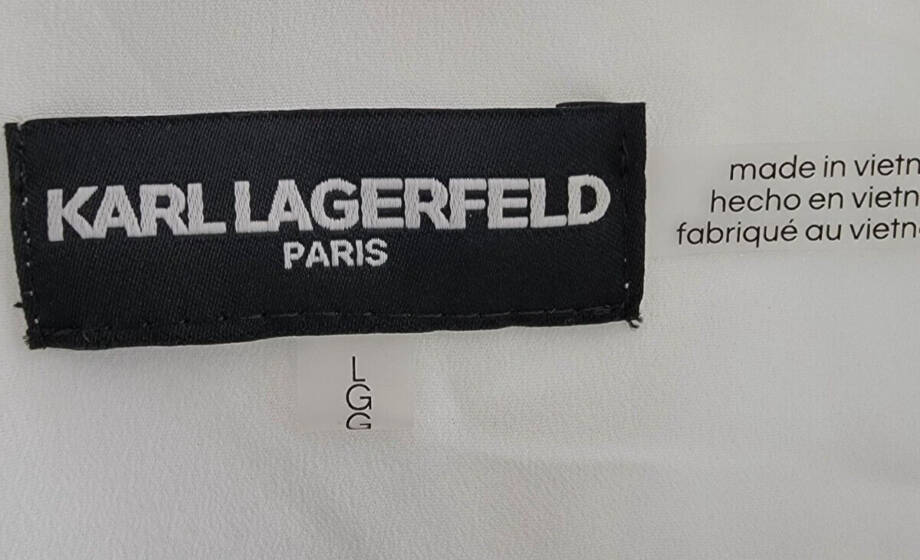 KARL LAGERFELD
PARIS
made in vietn
hecho en vietn
fabriqué au vietn
L
G
G